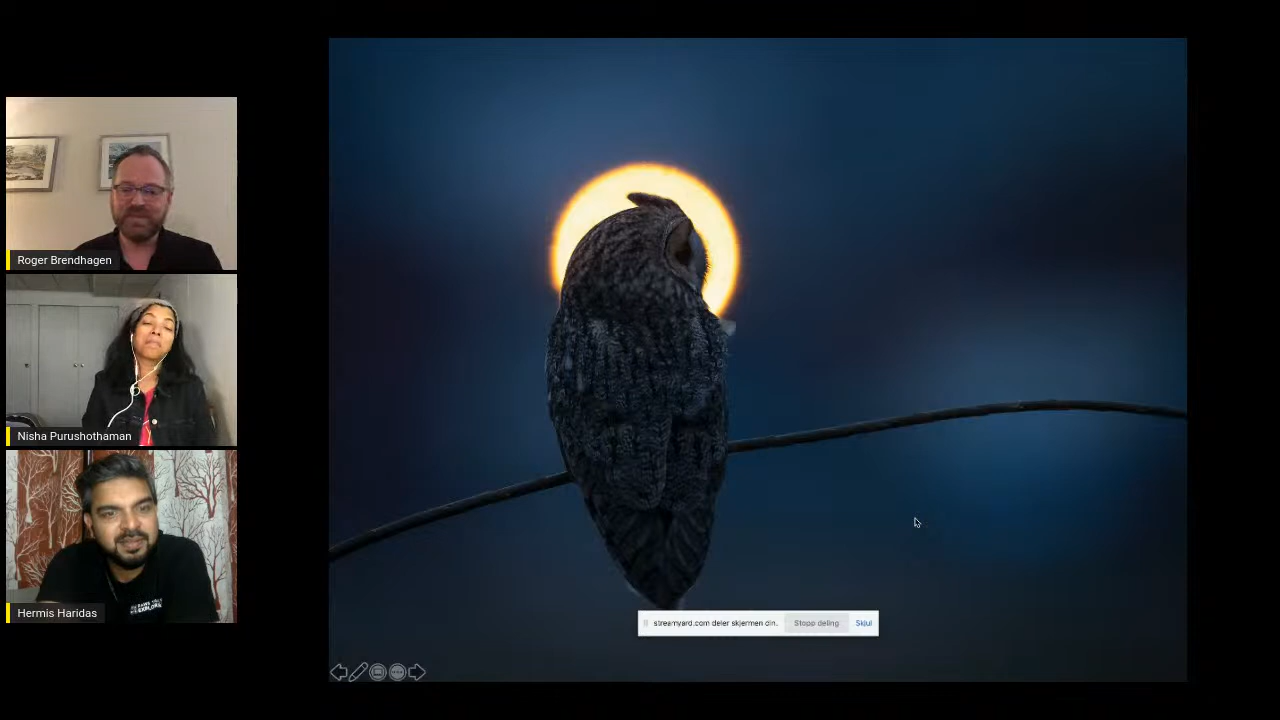 Roger Brendhagen
Nisha Purushothaman
Hermis Haridas
streamyard.com deler skjermen din. Stopp deling Skjul